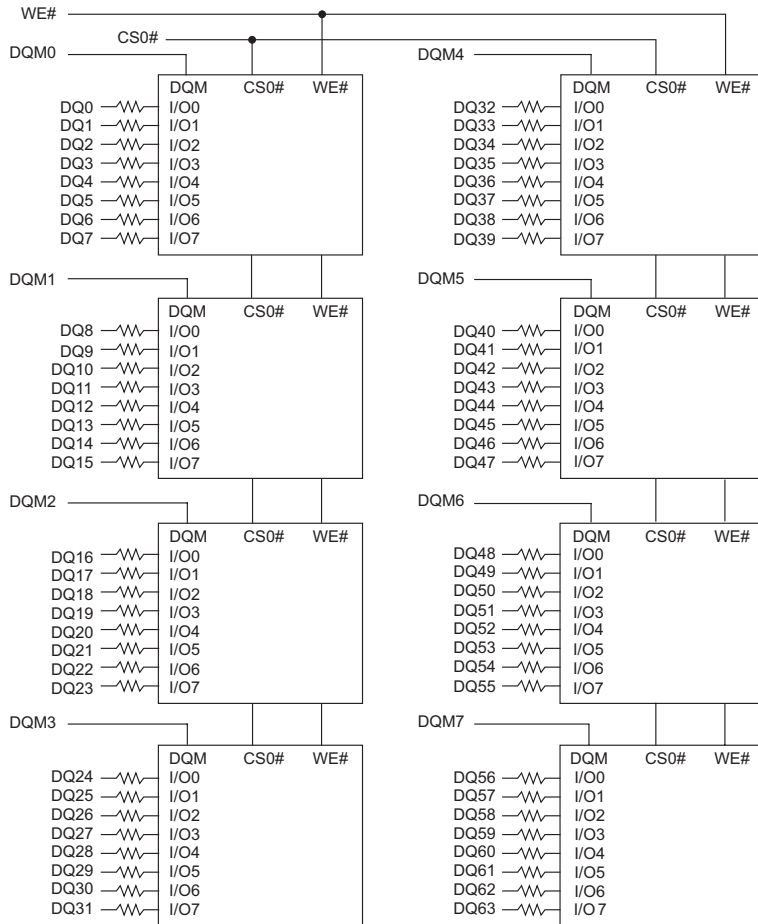 WE#
CS0#
DQM0
DQM CS0# WE#
DQ0 I/O0
DQ1 I/O1
DQ2 I/O2
DQ3 I/O3
DQ4 I/O4
DQ5 I/O5
DQ6 I/O6
DQ7 I/O7
DQM1
DQM CS0# WE#
DQ8 I/O0
DQ9 I/O1
DQ10 I/O2
DQ11 I/O3
DQ12 I/O4
DQ13 I/O5
DQ14 I/O6
DQ15 I/O7
DQM2
DQM CS0# WE#
DQ16 I/O0
DQ17 I/O1
DQ18 I/O2
DQ19 I/O3
DQ20 I/O4
DQ21 I/O5
DQ22 I/O6
DQ23 I/O7
DQM3
DQM CS0# WE#
DQ24 I/O0
DQ25 I/O1
DQ26 I/O2
DQ27 I/O3
DQ28 I/O4
DQ29 I/O5
DQ30 I/O6
DQ31 I/O7
DQM4
DQM CS0# WE#
DQ32 I/O0
DQ33 I/O1
DQ34 I/O2
DQ35 I/O3
DQ36 I/O4
DQ37 I/O5
DQ38 I/O6
DQ39 I/O7
DQM5
DQM CS0# WE#
DQ40 I/O0
DQ41 I/O1
DQ42 I/O2
DQ43 I/O3
DQ44 I/O4
DQ45 I/O5
DQ46 I/O6
DQ47 I/O7
DQM6
DQM CS0# WE#
DQ48 I/O0
DQ49 I/O1
DQ50 I/O2
DQ51 I/O3
DQ52 I/O4
DQ53 I/O5
DQ54 I/O6
DQ55 I/O7
DQM7
DQM CS0# WE#
DQ56 I/O0
DQ57 I/O1
DQ58 I/O2
DQ59 I/O3
DQ60 I/O4
DQ61 I/O5
DQ62 I/O6
DQ63 I/O7